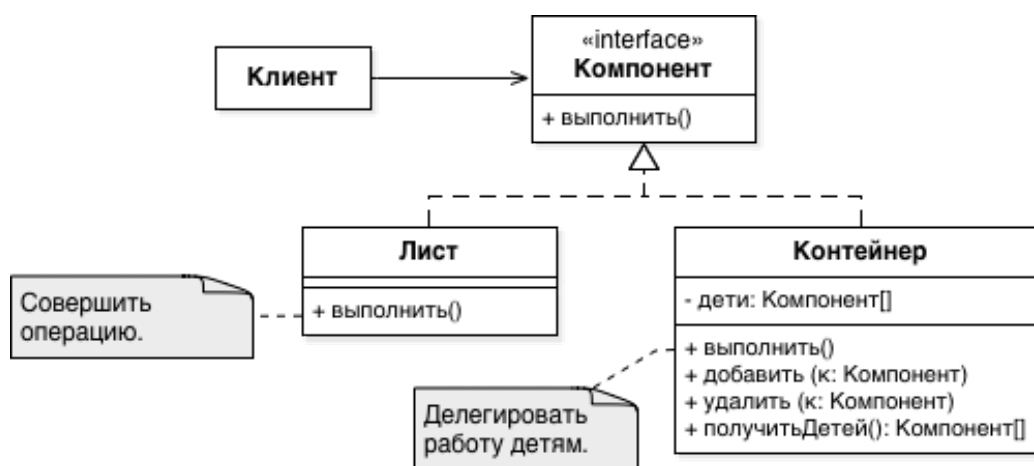 «interface»
Клиент
Компонент
+ выполнить()
Лист
+ выполнить()
Совершить
операцию.
Контейнер
- дети: Компонент[]
+ выполнить()
+ добавить (к: Компонент)
+ удалить (к: Компонент)
+ получитьДетей(): Компонент[]
Делегировать
работу детям.